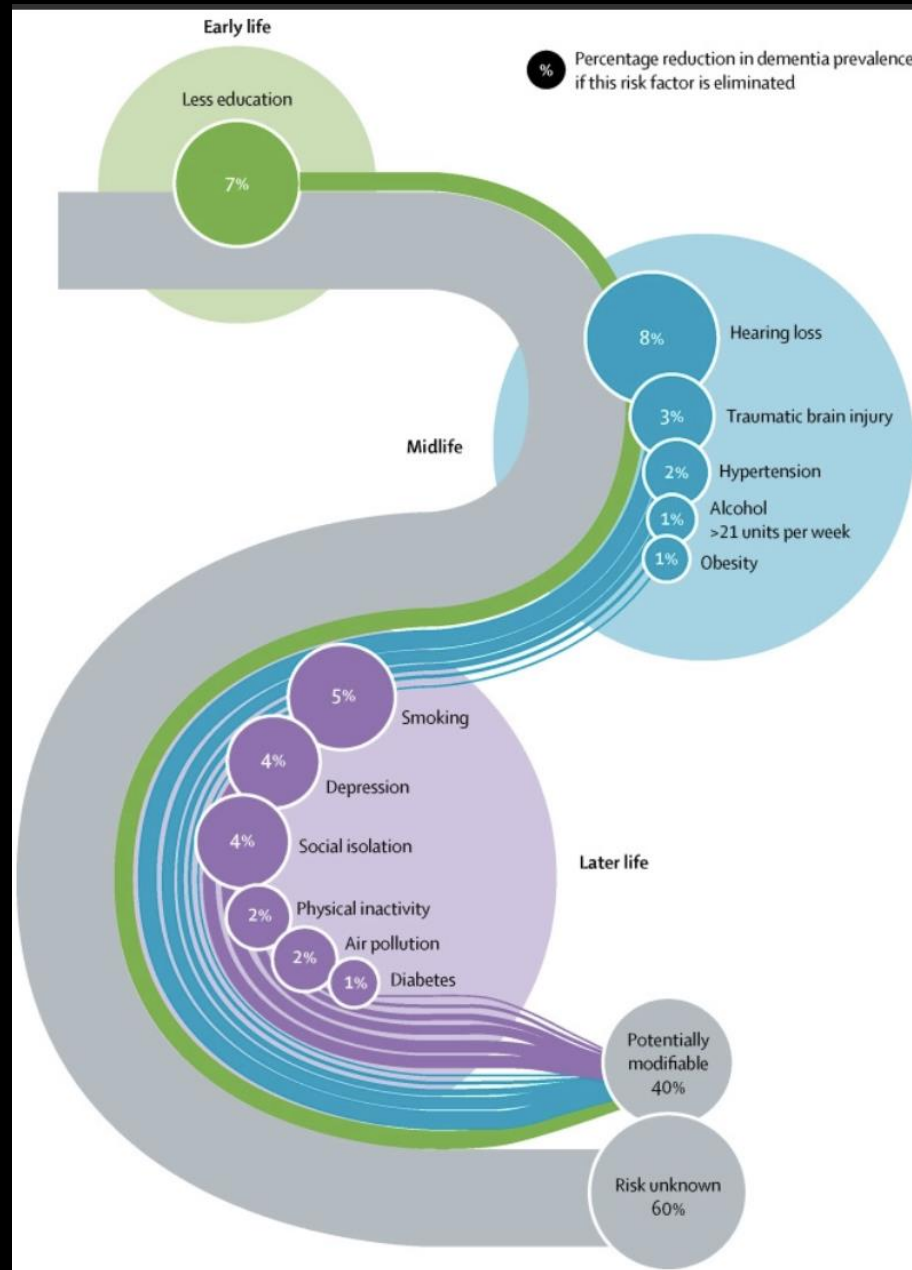 Early life
% Percentage reduction in dementia prevalence
if this risk factor is eliminated
Less education
7%
8% Hearing loss
3% Traumatic brain injury
Midlife
2% Hypertension
1% Alcohol
>21 units per week
1% Obesity
5% Smoking
4% Depression
4% Social isolation
Later life
2% Physical inactivity
2% Air pollution
1% Diabetes
Potentially
modifiable
40%
Risk unknown
60%